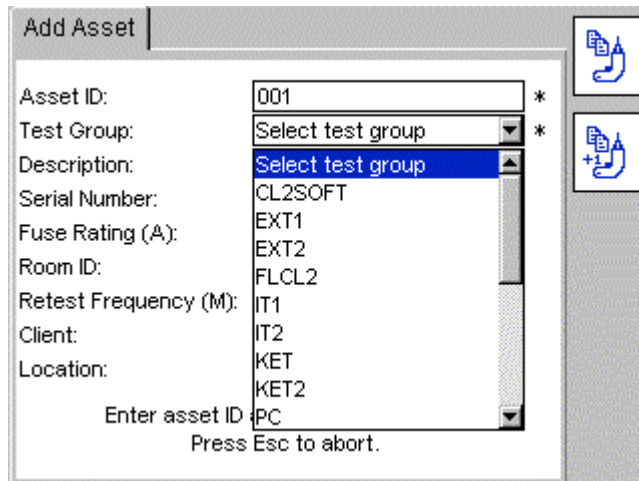 Add Asset
Asset ID: 001 *
Test Group: Select test group *
Description: Select test group
Serial Number: CL2SOFT
Fuse Rating (A): EXT1
EXT2
Room ID: FLCL2
Retest Frequency (M): IT1
Client: IT2
Location: KET
KET2
Enter asset ID PC
Press Esc to abort.
+1